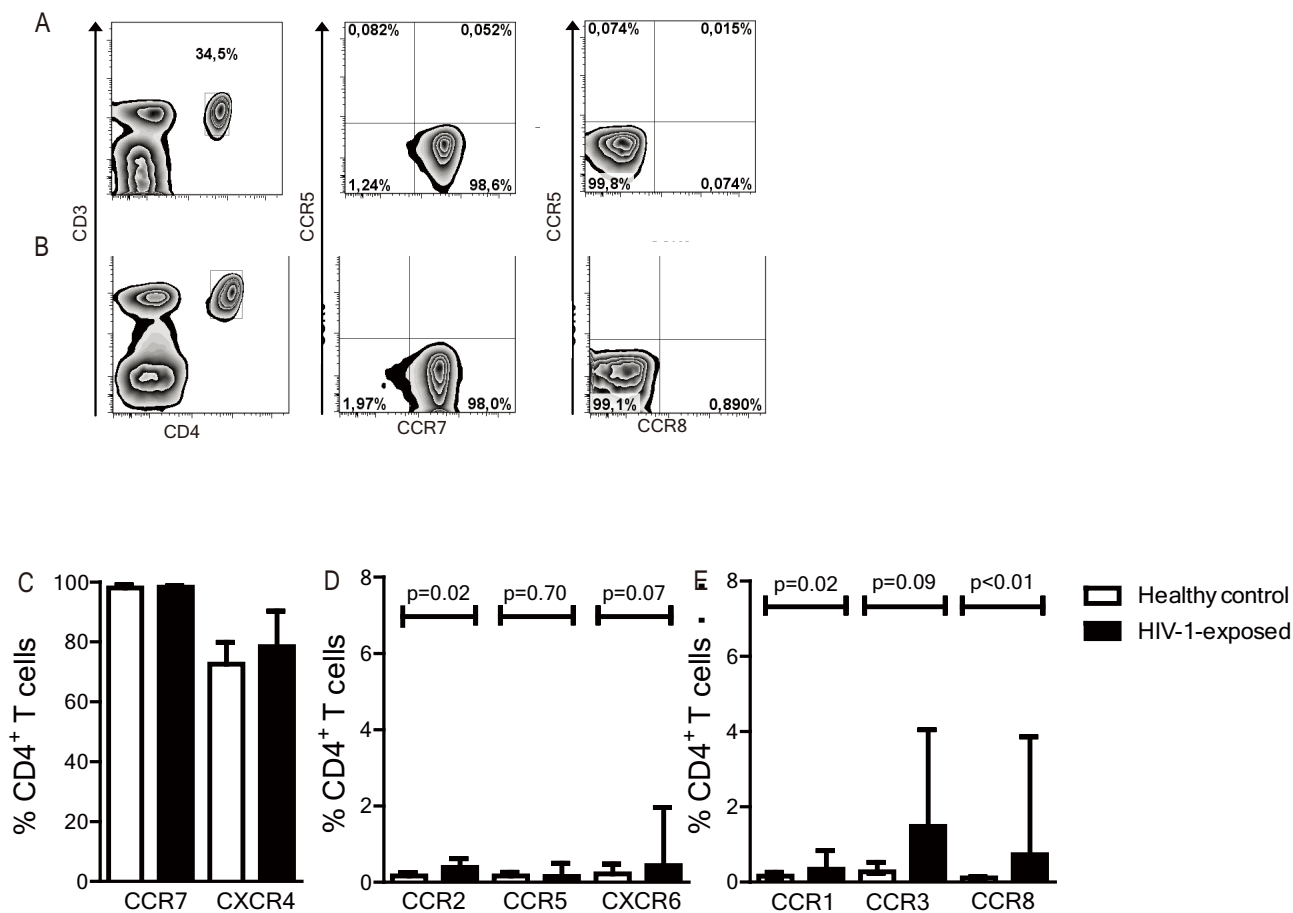 A
34,5%
CD3
0,082% 0,052%
1,24% 98,6%
CCR5
0,074% 0,015%
99,8% 0,074%
CCR5
B
CD4
1,97% 98,0%
CCR7
99,1% 0,890%
CCR8
C
% CD4+ T cells
100
80
60
40
20
0
CCR7 CXCR4
D
% CD4+ T cells
8
6
4
2
0
p=0.02 p=0.70 p=0.07
CCR2 CCR5 CXCR6
E
% CD4+ T cells
8
6
4
2
0
p=0.02 p=0.09 p<0.01
CCR1 CCR3 CCR8
Healthy control
HIV-1-exposed